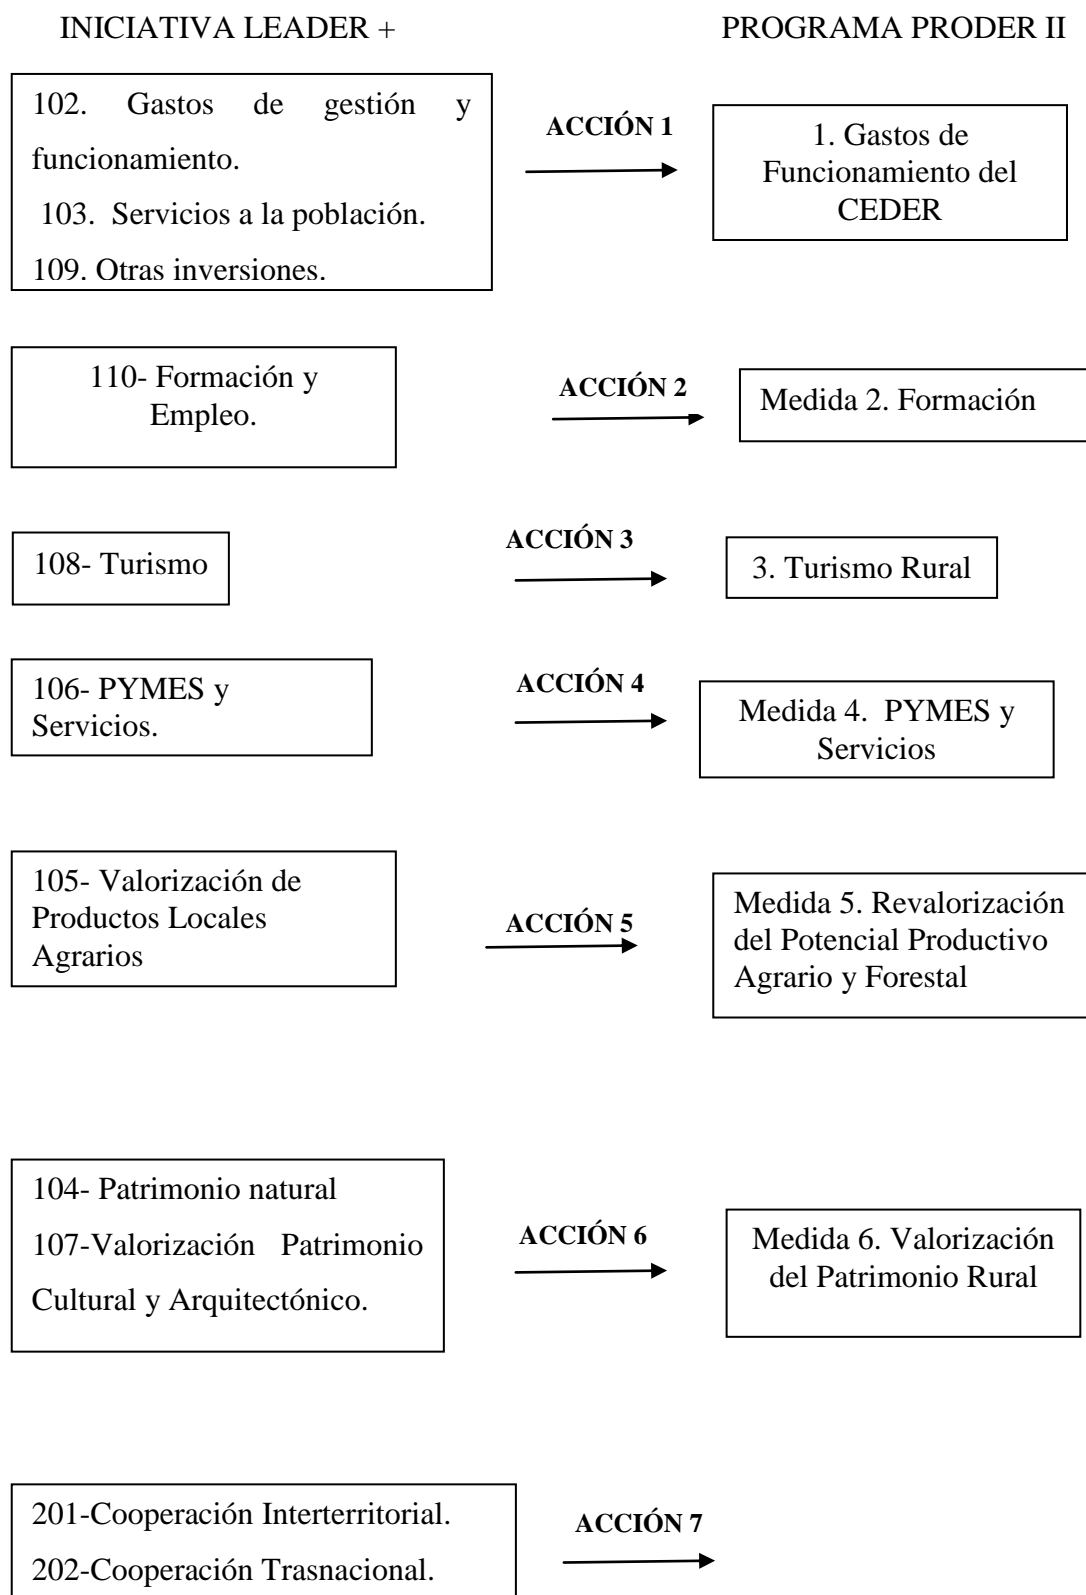 INICIATIVA LEADER +
PROGRAMA PRODER II
102. Gastos de gestión y
funcionamiento.
103. Servicios a la población.
109. Otras inversiones.
ACCIÓN 1
1. Gastos de
Funcionamiento del
CEDER
110- Formación y
Empleo.
ACCIÓN 2
Medida 2. Formación
108- Turismo
ACCIÓN 3
3. Turismo Rural
106- PYMES y
Servicios.
ACCIÓN 4
Medida 4. PYMES y
Servicios
105- Valorización de
Productos Locales
Agrarios
ACCIÓN 5
Medida 5. Revalorización
del Potencial Productivo
Agrario y Forestal
104- Patrimonio natural
107-Valorización Patrimonio
Cultural y Arquitectónico.
ACCIÓN 6
Medida 6. Valorización
del Patrimonio Rural
201-Cooperación Interterritorial.
202-Cooperación Trasnacional.
ACCIÓN 7